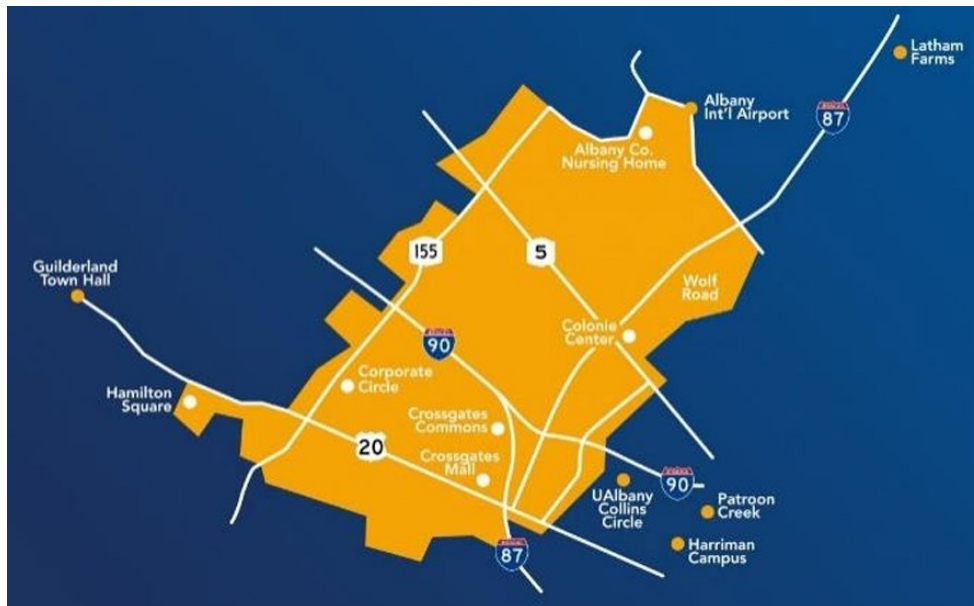 Latham
Farms
87
Albany
Int'l Airport
Albany Co.
Nursing Home
155
5
Guilderland
Town Hall
Wolf
Road
Colonie
Center
90
Corporate
Circle
Hamilton
Square
Crossgates
Commons
20
Crossgates
Mall
UAlbany
Collins
Circle
90
Patroon
Creek
Harriman
Campus
87